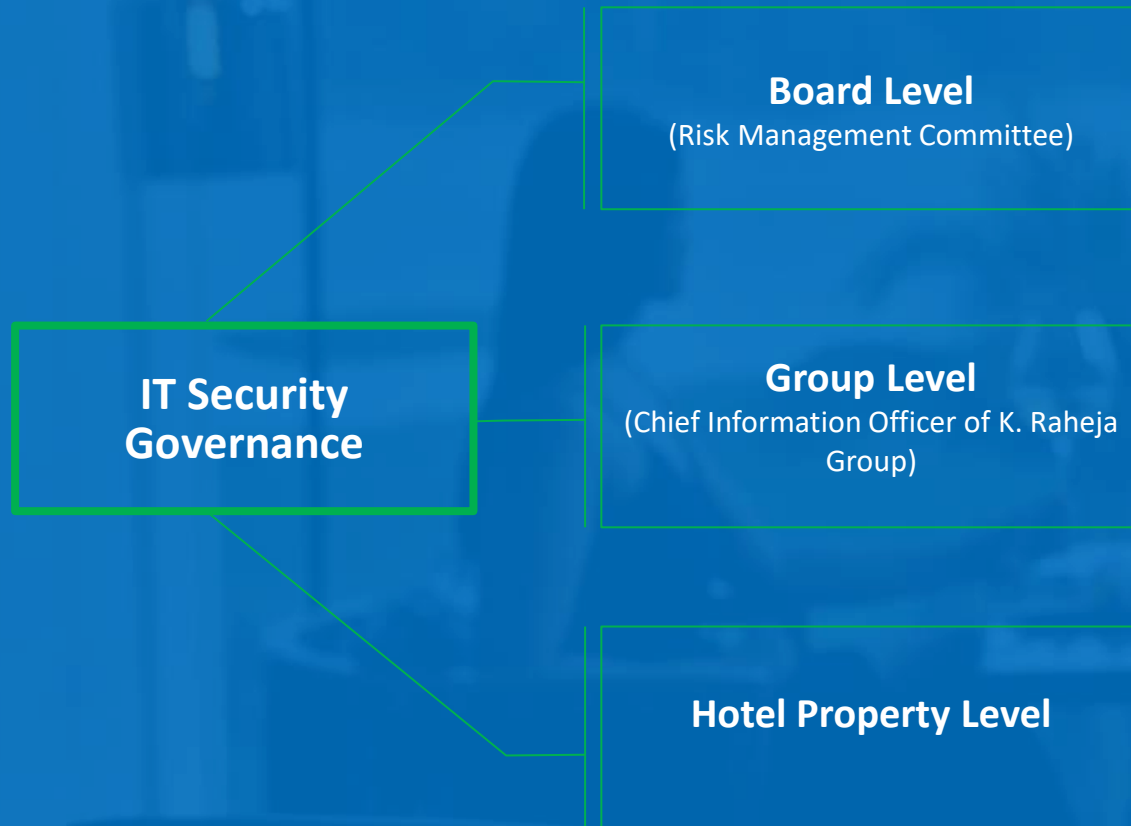 Board Level
(Risk Management Committee)
IT Security
Governance
Group Level
(Chief Information Officer of K. Raheja
Group)
Hotel Property Level